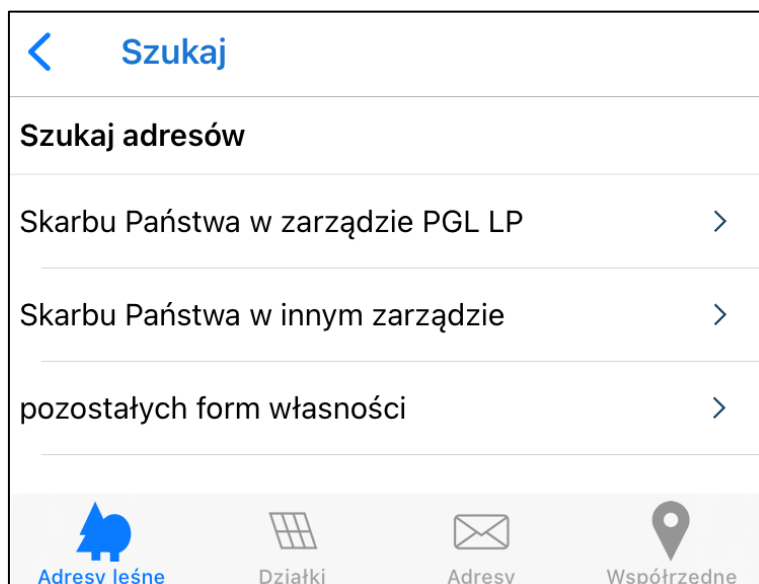 Szukaj
Szukaj adresów
Skarbu Państwa w zarządzie PGL LP
Skarbu Państwa w innym zarządzie
pozostałych form własności
Adresy leśne Działki Adresy Współrzędne